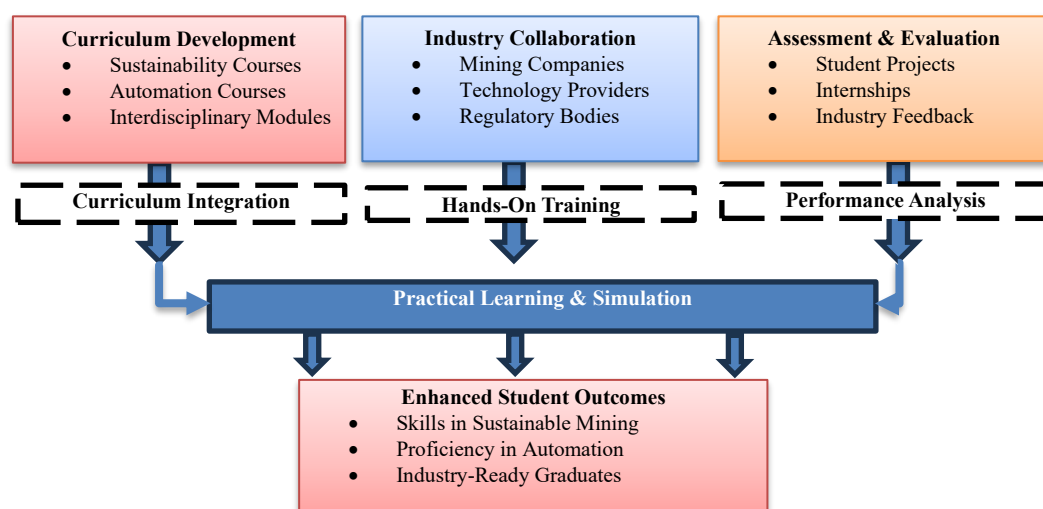 Curriculum Development
• Sustainability Courses
• Automation Courses
• Interdisciplinary Modules
Industry Collaboration
• Mining Companies
• Technology Providers
• Regulatory Bodies
Assessment & Evaluation
• Student Projects
• Internships
• Industry Feedback
Curriculum Integration
Hands-On Training
Performance Analysis
Practical Learning & Simulation
Enhanced Student Outcomes
• Skills in Sustainable Mining
• Proficiency in Automation
• Industry-Ready Graduates